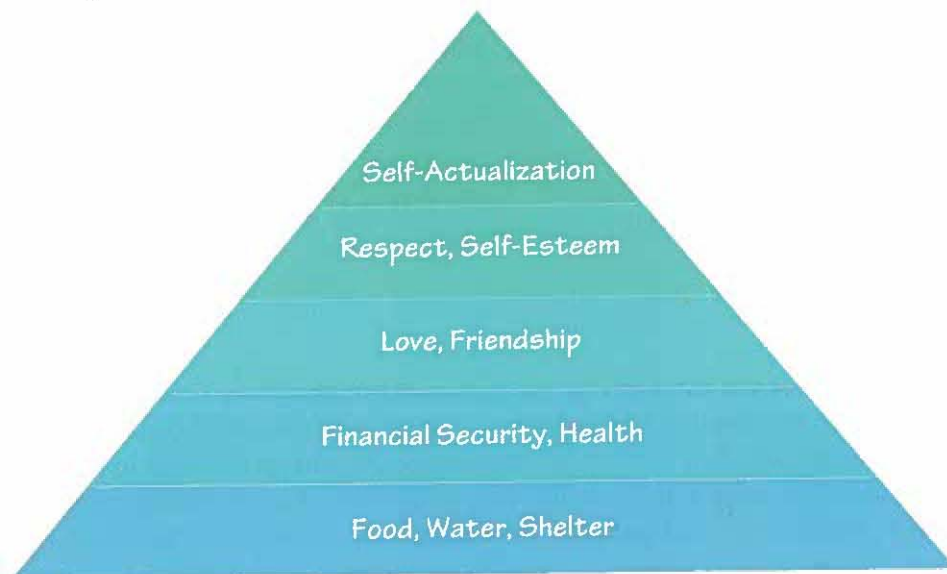 Self-Actualization
Respect, Self-Esteem
Love, Friendship
Financial Security, Health
Food, Water, Shelter